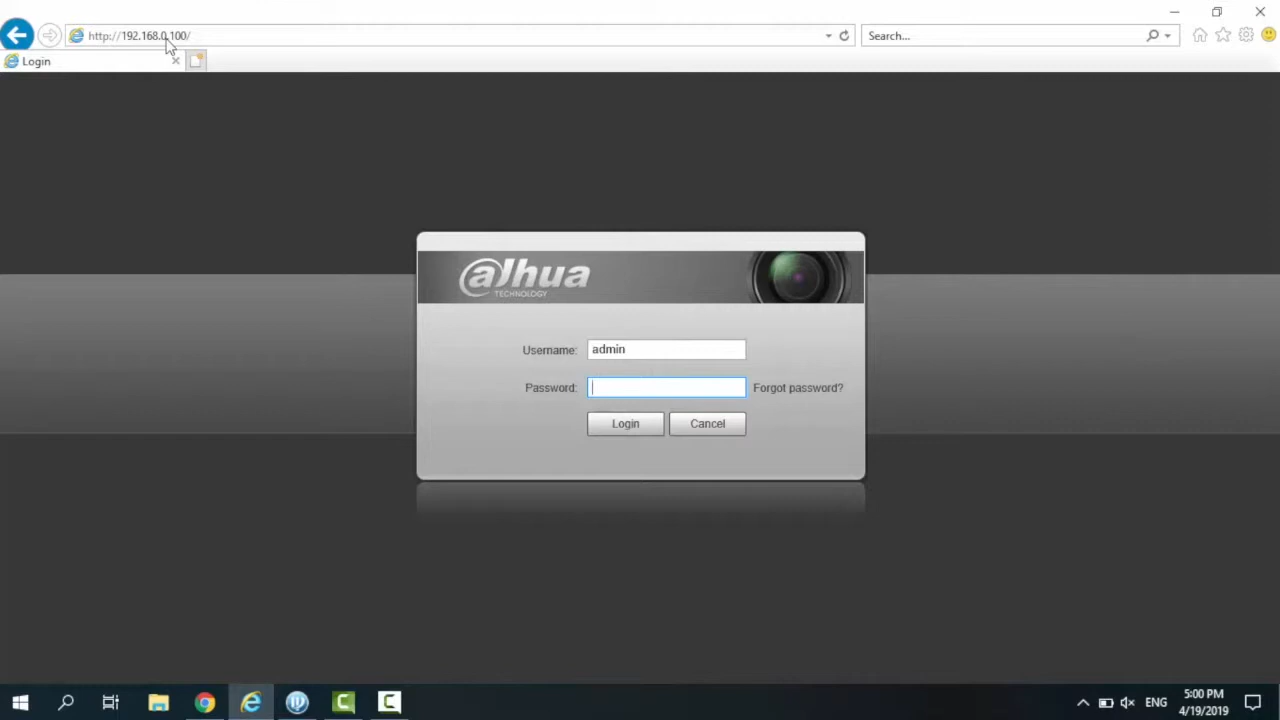 http://192.168.0.100/
Search...
Login
alhua
TECHNOLOGY
Username: admin
Password: Forgot password?
Login Cancel
ENG
5:00 PM
4/19/2019